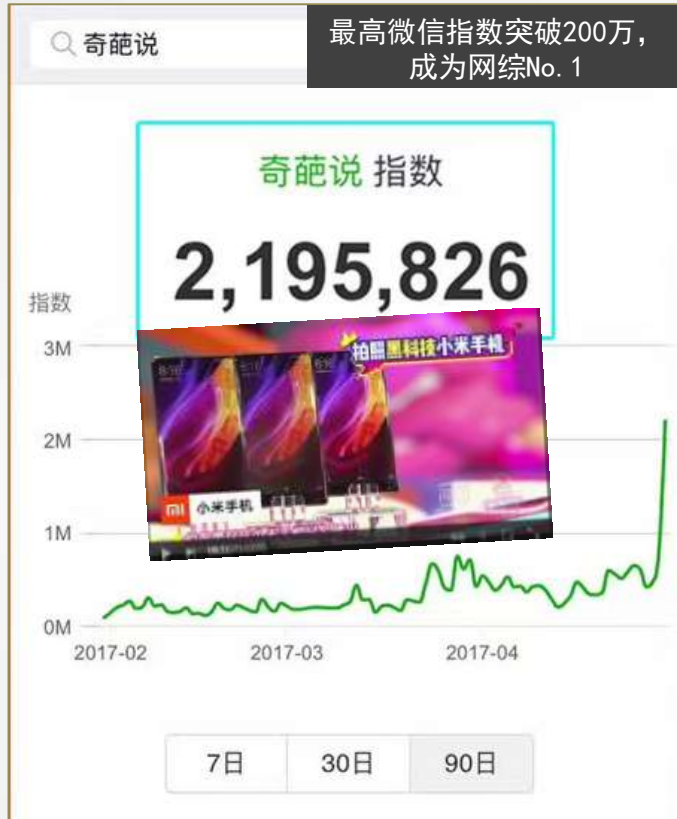 奇葩说
最高微信指数突破200万，
成为网综No.1
奇葩说 指数
2,195,826
指数
3M
拍照黑科技小米手机
2M
mi 小米手机
1M
0M
2017-02 2017-03 2017-04
7日 30日 90日